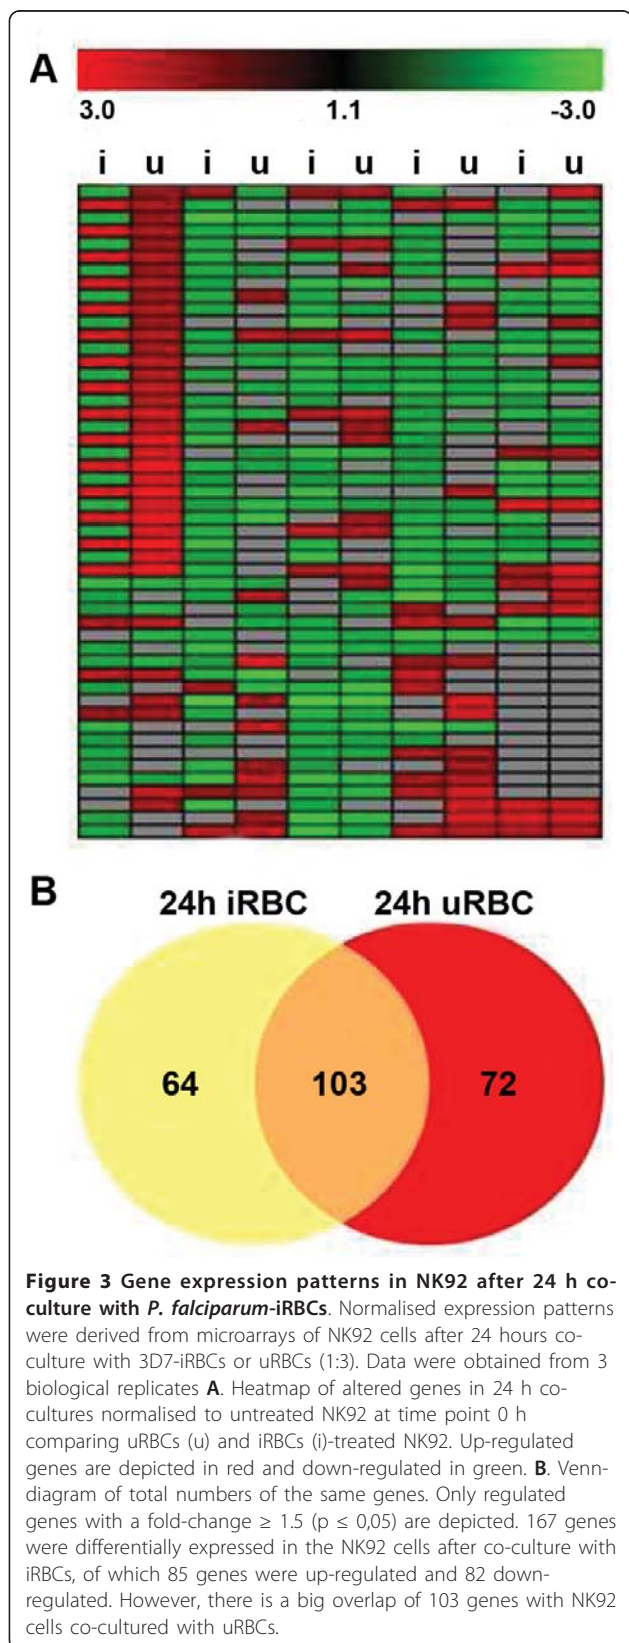 A
3.0 1.1 -3.0
i u i u i u i u i u
B
24h iRBC 24h uRBC
64 103 72
Figure 3 Gene expression patterns in NK92 after 24 h co-
culture with P. falciparum-iRBCs. Normalised expression patterns
were derived from microarrays of NK92 cells after 24 hours co-
culture with 3D7-iRBCs or uRBCs (1:3). Data were obtained from 3
biological replicates A. Heatmap of altered genes in 24 h co-
cultures normalised to untreated NK92 at time point 0 h
comparing uRBCs (u) and iRBCs (i)-treated NK92. Up-regulated
genes are depicted in red and down-regulated in green. B. Venn-
diagram of total numbers of the same genes. Only regulated
genes with a fold-change ≥ 1.5 (p ≤ 0,05) are depicted. 167 genes
were differentially expressed in the NK92 cells after co-culture with
iRBCs, of which 85 genes were up-regulated and 82 down-
regulated. However, there is a big overlap of 103 genes with NK92
cells co-cultured with uRBCs.